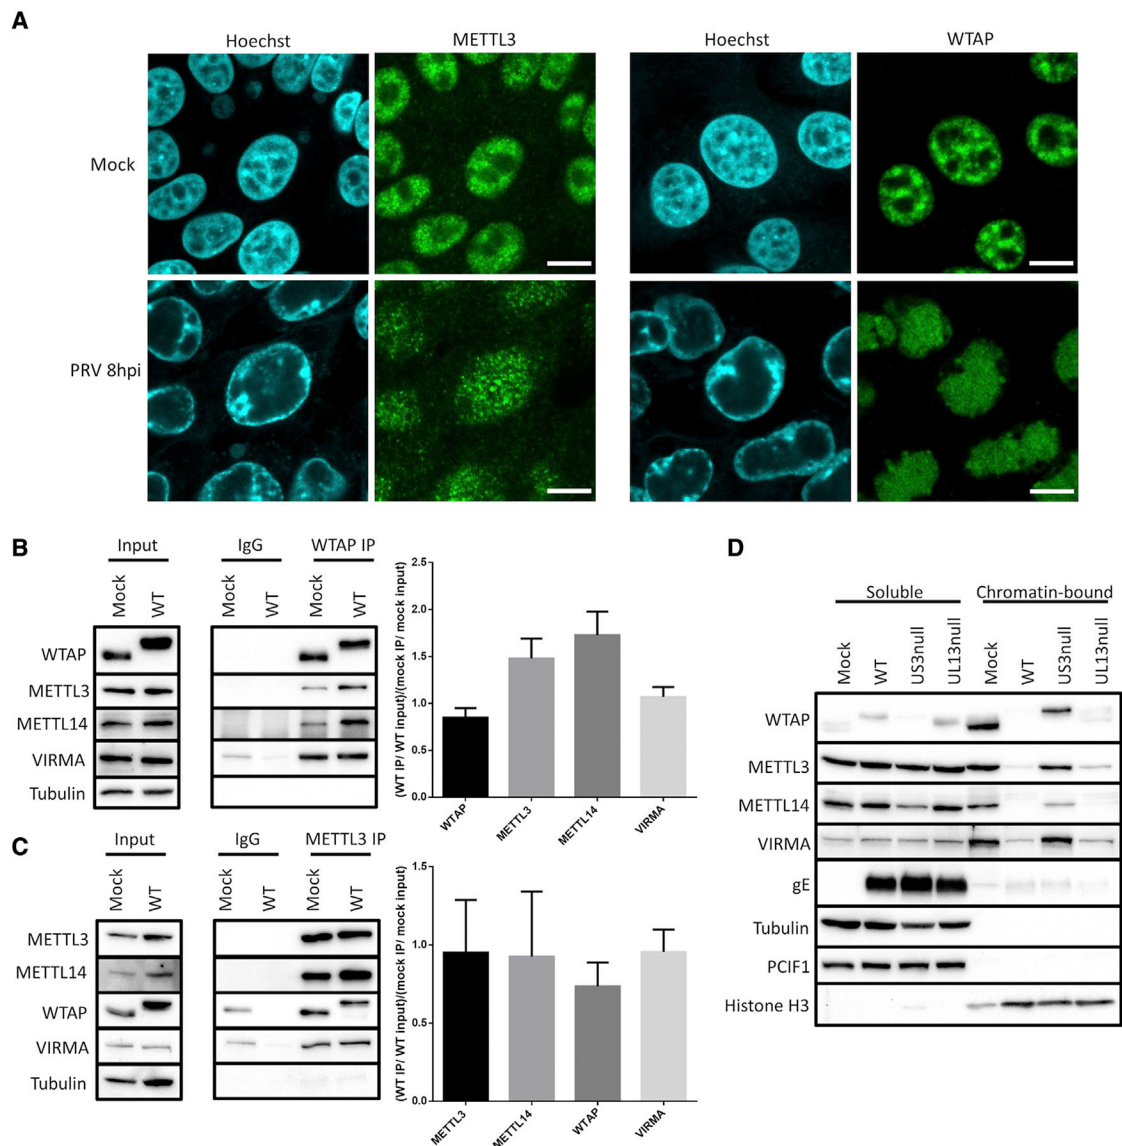 A
Hoechst
METTL3
Hoechst
WTAP
Mock
PRV 8hpi
B
Input
IgG
WTAP IP
Mock
WT
Mock
WT
Mock
WT
WTAP
METTL3
METTL14
VIRMA
Tubulin
(WT IP/ WT input)/(mock IP/ mock input)
2.5
2.0
1.5
1.0
0.5
0.0
WTAP
METTL3
METTL14
VIRMA
C
Input
IgG
METTL3 IP
Mock
WT
Mock
WT
Mock
WT
METTL3
METTL14
WTAP
VIRMA
Tubulin
(WT IP/ WT input)/(mock IP/ mock input)
1.5
1.0
0.5
0.0
METTL3
METTL14
WTAP
VIRMA
D
Soluble
Chromatin-bound
Mock
WT
US3null
UL13null
Mock
WT
US3null
UL13null
WTAP
METTL3
METTL14
VIRMA
gE
Tubulin
PCIF1
Histone H3